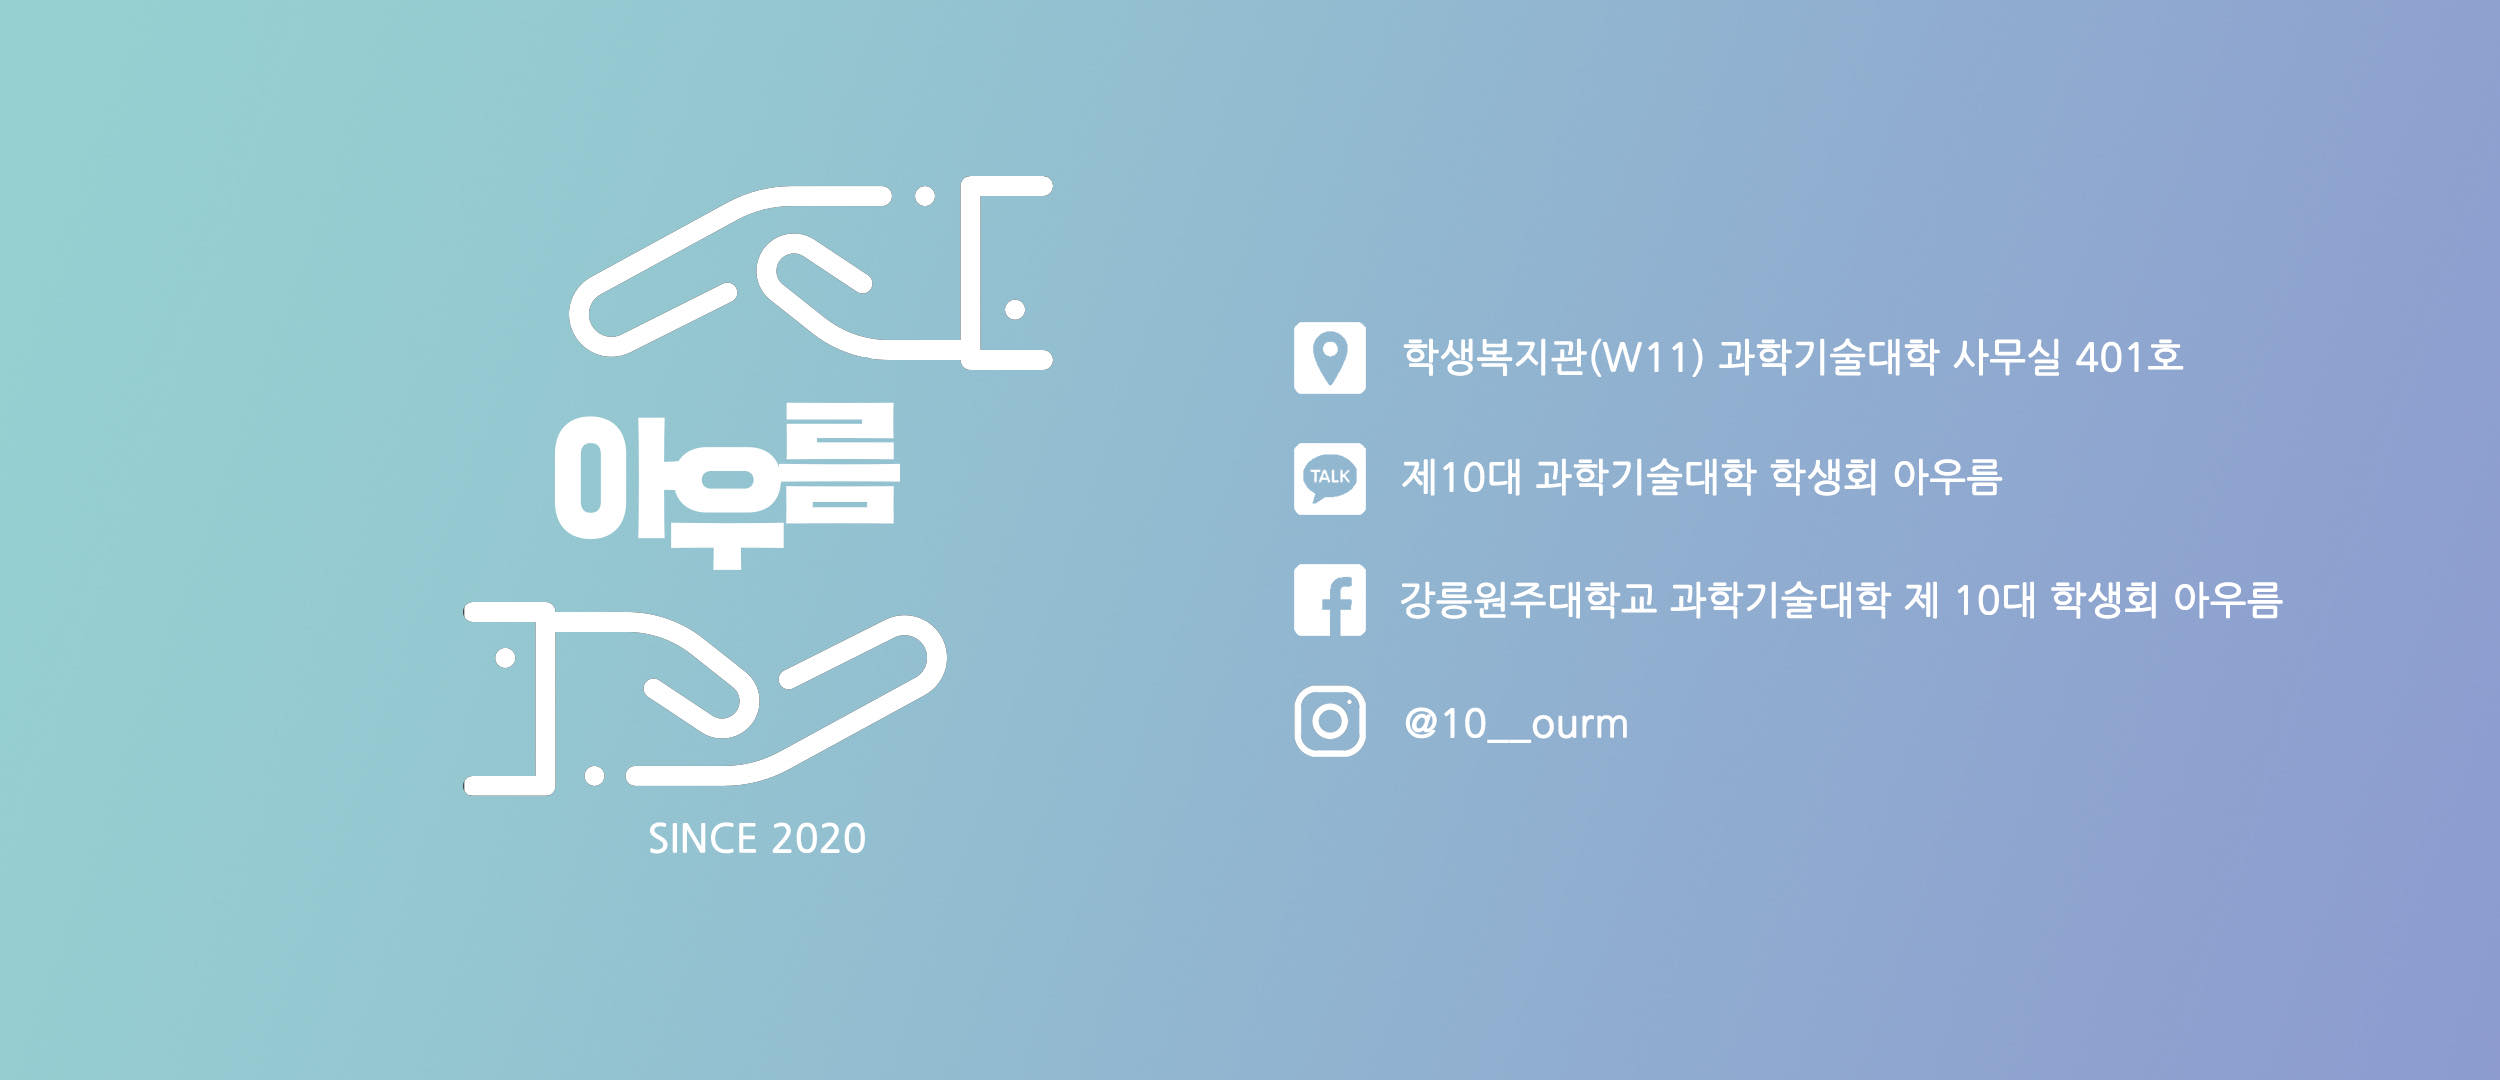 아우름
SINCE 2020
학생복지관(W11) 과학기술대학 사무실 401호
TALK
제10대 과학기술대학 학생회 아우름
강릉원주대학교과학기술대학 제 10대 학생회 아우름
@10__oum